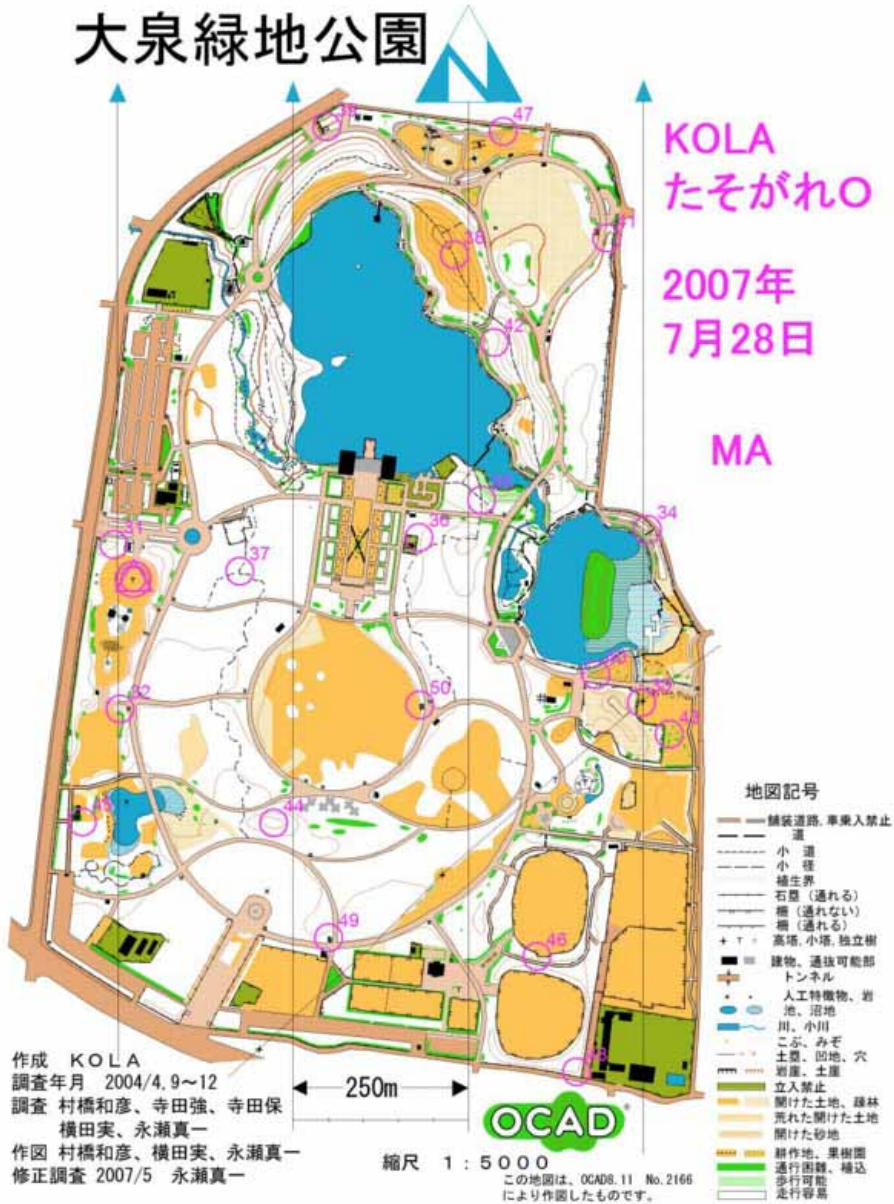 大泉緑地公園
N
KOLA
たそがれO
2007年
7月28日
MA
47
38
42
34
31
37
36
32
50
43
45
44
49
46
地図記号
舗装道路、車乗入禁止
道
小道
小径
植生界
石塁（通れる）
柵（通れない）
柵（通れる）
高塔、小塔、独立樹
建物、通抜可能部
トンネル
人工特徴物、岩
池、沼地
川、小川
こぶ、みぞ
土塁、凹地、穴
岩崖、土崖
立入禁止
開けた土地、疎林
荒れた開けた土地
開けた砂地
耕作地、果樹園
通行困難、植込
歩行可能
走行容易
作成 KOLA
調査年月 2004/4，9～12
調査 村橋和彦、寺田強、寺田保
横田実、永瀬真一
作図 村橋和彦、横田実、永瀬真一
修正調査 2007/5 永瀬真一
250m
OCAD
縮尺 1：5000
この地図は、OCAD8.11 No.2166
により作図したものです。